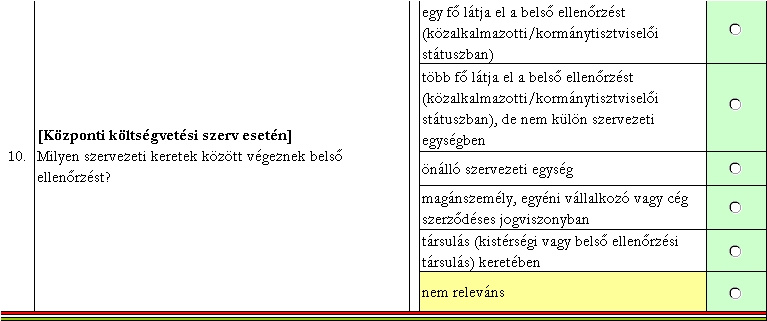 egy fő látja el a belső ellenőrzést
(közalkalmazotti/kormánytisztviselői
státuszban)
több fő látja el a belső ellenőrzést
(közalkalmazotti/kormánytisztviselői
státuszban), de nem külön szervezeti
egységben
[Központi költségvetési szerv esetén]
10. Milyen szervezeti keretek között végeznek belső
ellenőrzést?
önálló szervezeti egység
magánszemély, egyéni vállalkozó vagy cég
szerződéses jogviszonyban
társulás (kistérségi vagy belső ellenőrzési
társulás) keretében
nem releváns